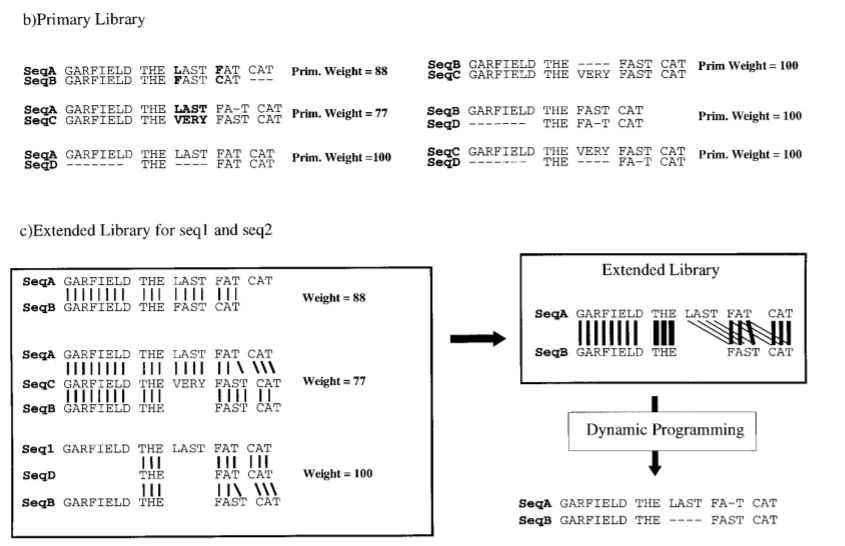 b)Primary Library
SeqA GARFIELD THE LAST FAT CAT Prim. Weight = 88
SeqB GARFIELD THE FAST CAT ---
SeqA GARFIELD THE LAST FA-T CAT Prim. Weight = 77
SeqC GARFIELD THE VERY FAST CAT
SeqA GARFIELD THE LAST FAT CAT Prim. Weight =100
SeqD -------- THE ---- FAT CAT
SeqB GARFIELD THE ---- FAST CAT Prim Weight = 100
SeqC GARFIELD THE VERY FAST CAT
SeqB GARFIELD THE FAST CAT Prim. Weight = 100
SeqD -------- THE FA-T CAT
SeqC GARFIELD THE VERY FAST CAT Prim. Weight = 100
SeqD -------- THE ---- FA-T CAT
c)Extended Library for seq1 and seq2
SeqA GARFIELD THE LAST FAT CAT
Weight = 88
SeqB GARFIELD THE FAST CAT
SeqA GARFIELD THE LAST FAT CAT
SeqC GARFIELD THE VERY FAST CAT Weight = 77
SeqB GARFIELD THE FAST CAT
Seq1 GARFIELD THE LAST FAT CAT
SeqD THE FAT CAT Weight = 100
SeqB GARFIELD THE FAST CAT
Extended Library
SeqA GARFIELD THE LAST FAT CAT
SeqB GARFIELD THE FAST CAT
Dynamic Programming
SeqA GARFIELD THE LAST FA-T CAT
SeqB GARFIELD THE ---- FAST CAT